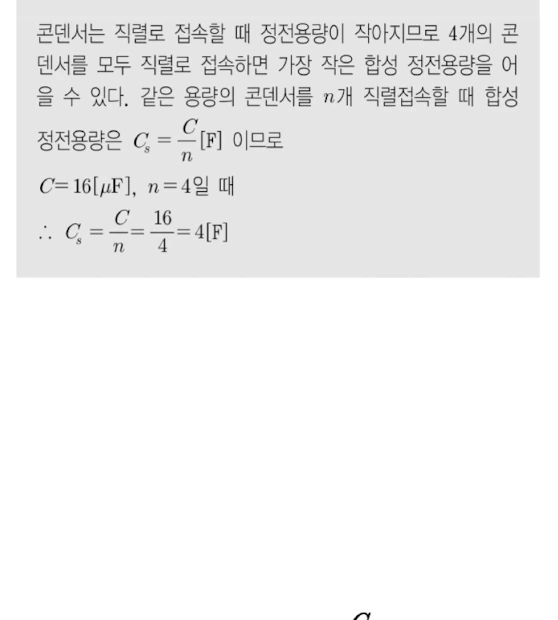 콘덴서는 직렬로 접속할 때 정전용량이 작아지므로 4개의 콘
덴서를 모두 직렬로 접속하면 가장 작은 합성 정전용량을 어
을 수 있다. 같은 용량의 콘덴서를 n개 직렬접속할 때 합성
정전용량은 C_s = C/n [F] 이므로
C=16[μF], n=4일 때
∴ C_s = C/n = 16/4 = 4[F]